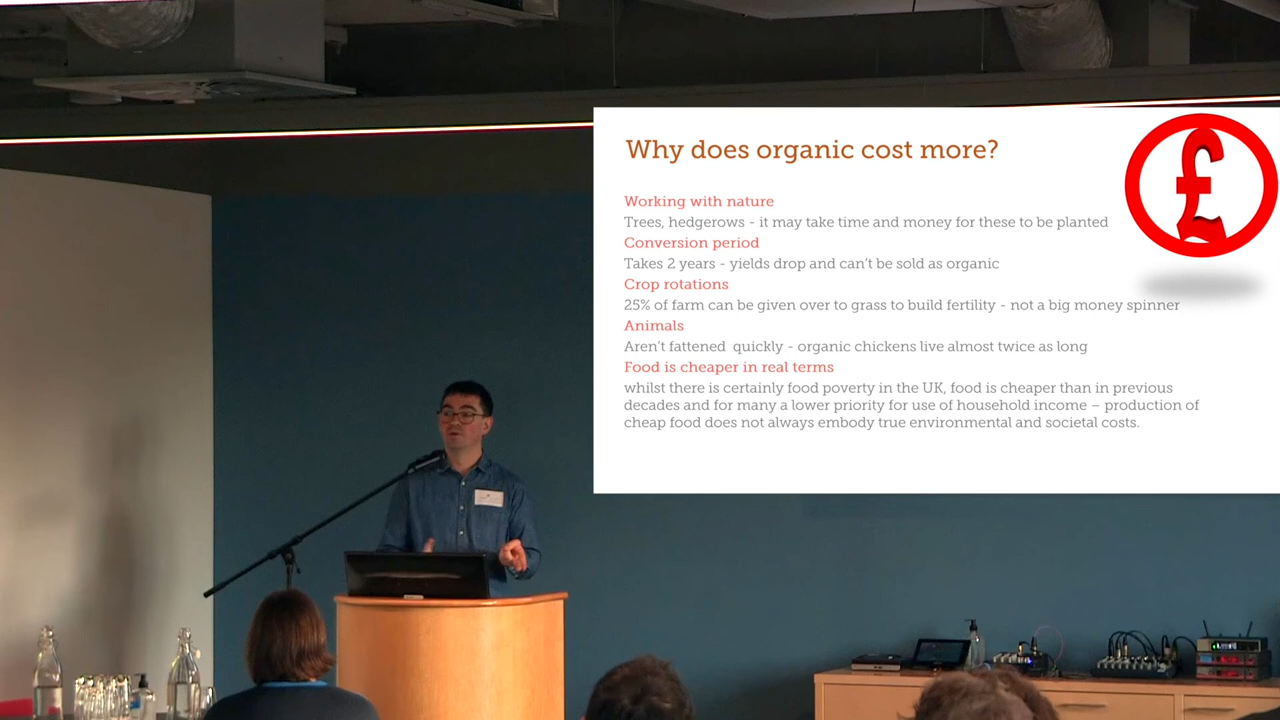 Why does organic cost more?
£
Working with nature
Trees, hedgerows - it may take time and money for these to be planted
Conversion period
Takes 2 years - yields drop and can't be sold as organic
Crop rotations
25% of farm can be given over to grass to build fertility - not a big money spinner
Animals
Aren't fattened  quickly - organic chickens live almost twice as long
Food is cheaper in real terms
whilst there is certainly food poverty in the UK, food is cheaper than in previous
decades and for many a lower priority for use of household income – production of
cheap food does not always embody true environmental and societal costs.